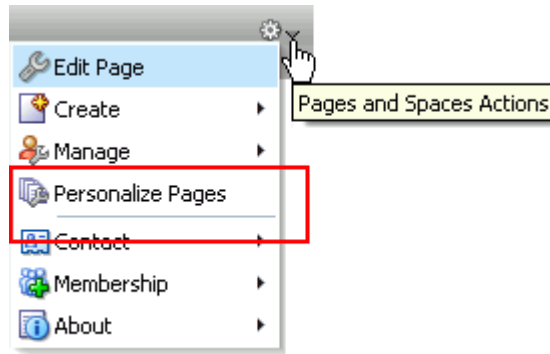 Edit Page
Pages and Spaces Actions
Create
Manage
Personalize Pages
Contact
Membership
About